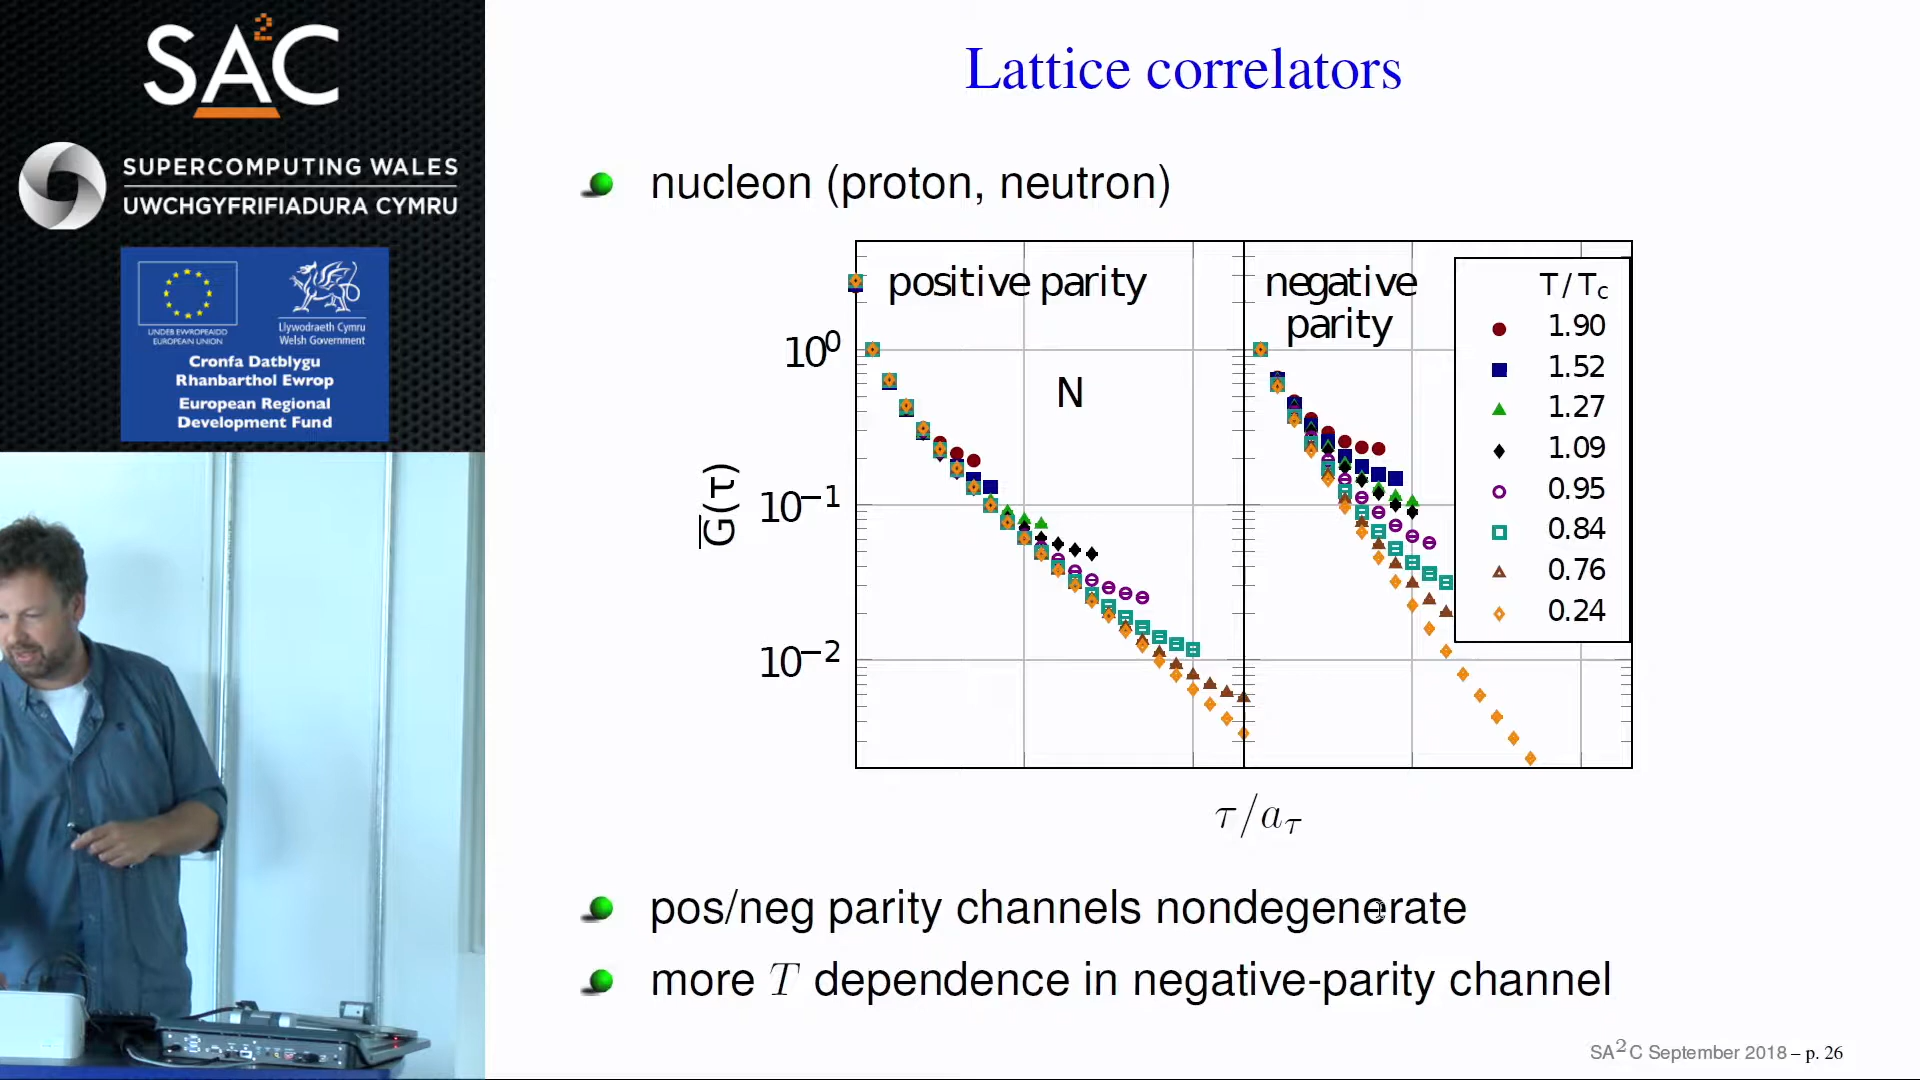 SA²C
SUPERCOMPUTING WALES
UWCHGYFRIFIADURA CYMRU
UNDEB EWROPEAIDD
EUROPEAN UNION
Llywodraeth Cymru
Welsh Government
Cronfa Datblygu
Rhanbarthol Ewrop
European Regional
Development Fund
Lattice correlators
nucleon (proton, neutron)
positive parity
negative
parity
N
T/Tc
1.90
1.52
1.27
1.09
0.95
0.84
0.76
0.24
10⁰
10⁻¹
10⁻²
G̅(τ)
τ/aτ
pos/neg parity channels nondegenerate
more T dependence in negative-parity channel
SA²C September 2018 – p. 26